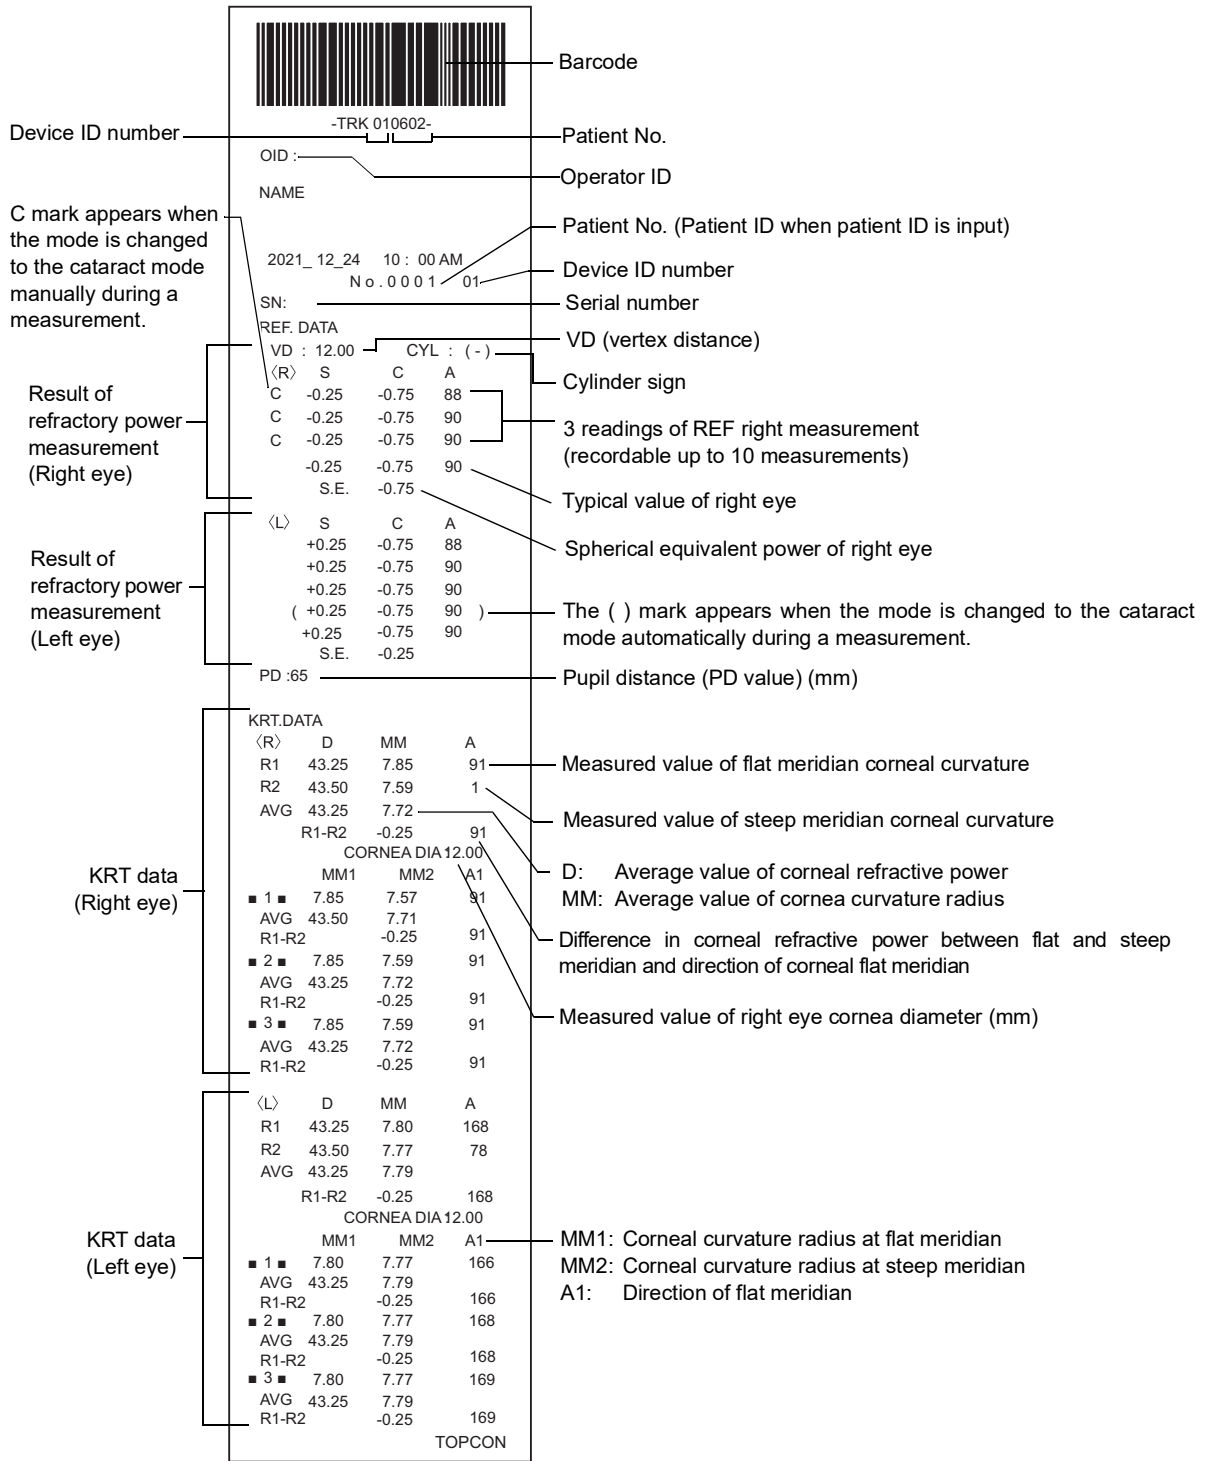 Barcode
-TRK 010602-
Device ID number
Patient No.
OID :
Operator ID
NAME
C mark appears when
the mode is changed
to the cataract mode
manually during a
measurement.
Patient No. (Patient ID when patient ID is input)
2021_ 12_24 10 : 00 AM
Device ID number
No.0001 01
SN:
Serial number
REF. DATA
VD (vertex distance)
VD : 12.00 CYL : (-)
Cylinder sign
Result of
refractory power
measurement
(Right eye)
〈R〉 S C A
C -0.25 -0.75 88
C -0.25 -0.75 90
C -0.25 -0.75 90
3 readings of REF right measurement
(recordable up to 10 measurements)
-0.25 -0.75 90
S.E. -0.75
Typical value of right eye
Spherical equivalent power of right eye
Result of
refractory power
measurement
(Left eye)
〈L〉 S C A
+0.25 -0.75 88
+0.25 -0.75 90
+0.25 -0.75 90
( +0.25 -0.75 90 )
+0.25 -0.75 90
S.E. -0.25
The ( ) mark appears when the mode is changed to the cataract
mode automatically during a measurement.
PD :65
Pupil distance (PD value) (mm)
KRT.DATA
〈R〉 D MM A
R1 43.25 7.85 91
Measured value of flat meridian corneal curvature
R2 43.50 7.59 1
Measured value of steep meridian corneal curvature
AVG 43.25 7.72
R1-R2 -0.25 91
CORNEA DIA 12.00
D: Average value of corneal refractive power
MM: Average value of cornea curvature radius
KRT data
(Right eye)
MM1 MM2 A1
■ 1 ■ 7.85 7.57 91
AVG 43.50 7.71
R1-R2 -0.25 91
Difference in corneal refractive power between flat and steep
meridian and direction of corneal flat meridian
■ 2 ■ 7.85 7.59 91
AVG 43.25 7.72
R1-R2 -0.25 91
Measured value of right eye cornea diameter (mm)
■ 3 ■ 7.85 7.59 91
AVG 43.25 7.72
R1-R2 -0.25 91
〈L〉 D MM A
R1 43.25 7.80 168
R2 43.50 7.77 78
AVG 43.25 7.79
R1-R2 -0.25 168
CORNEA DIA 12.00
KRT data
(Left eye)
MM1 MM2 A1
■ 1 ■ 7.80 7.77 166
AVG 43.25 7.79
R1-R2 -0.25 166
■ 2 ■ 7.80 7.77 168
AVG 43.25 7.79
R1-R2 -0.25 168
■ 3 ■ 7.80 7.77 169
AVG 43.25 7.79
R1-R2 -0.25 169
MM1: Corneal curvature radius at flat meridian
MM2: Corneal curvature radius at steep meridian
A1: Direction of flat meridian
TOPCON